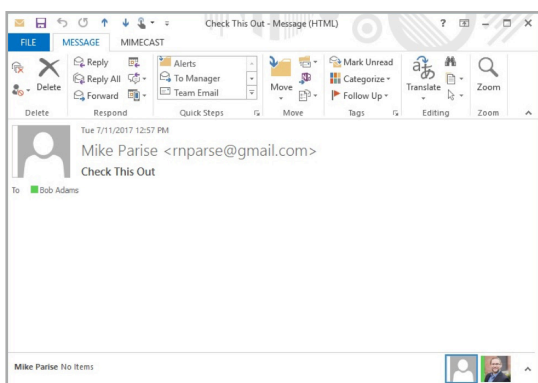 Check This Out - Message (HTML)
FILE MESSAGE MIMECAST
Delete
Reply
Reply All
Forward
Alerts
To Manager
Team Email
Move
Mark Unread
Categorize
Follow Up
Translate
Zoom
Delete Respond Quick Steps Move Tags Editing Zoom
Tue 7/11/2017 12:57 PM
Mike Parise <rnparse@gmail.com>
Check This Out
To Bob Adams
Mike Parise No Items